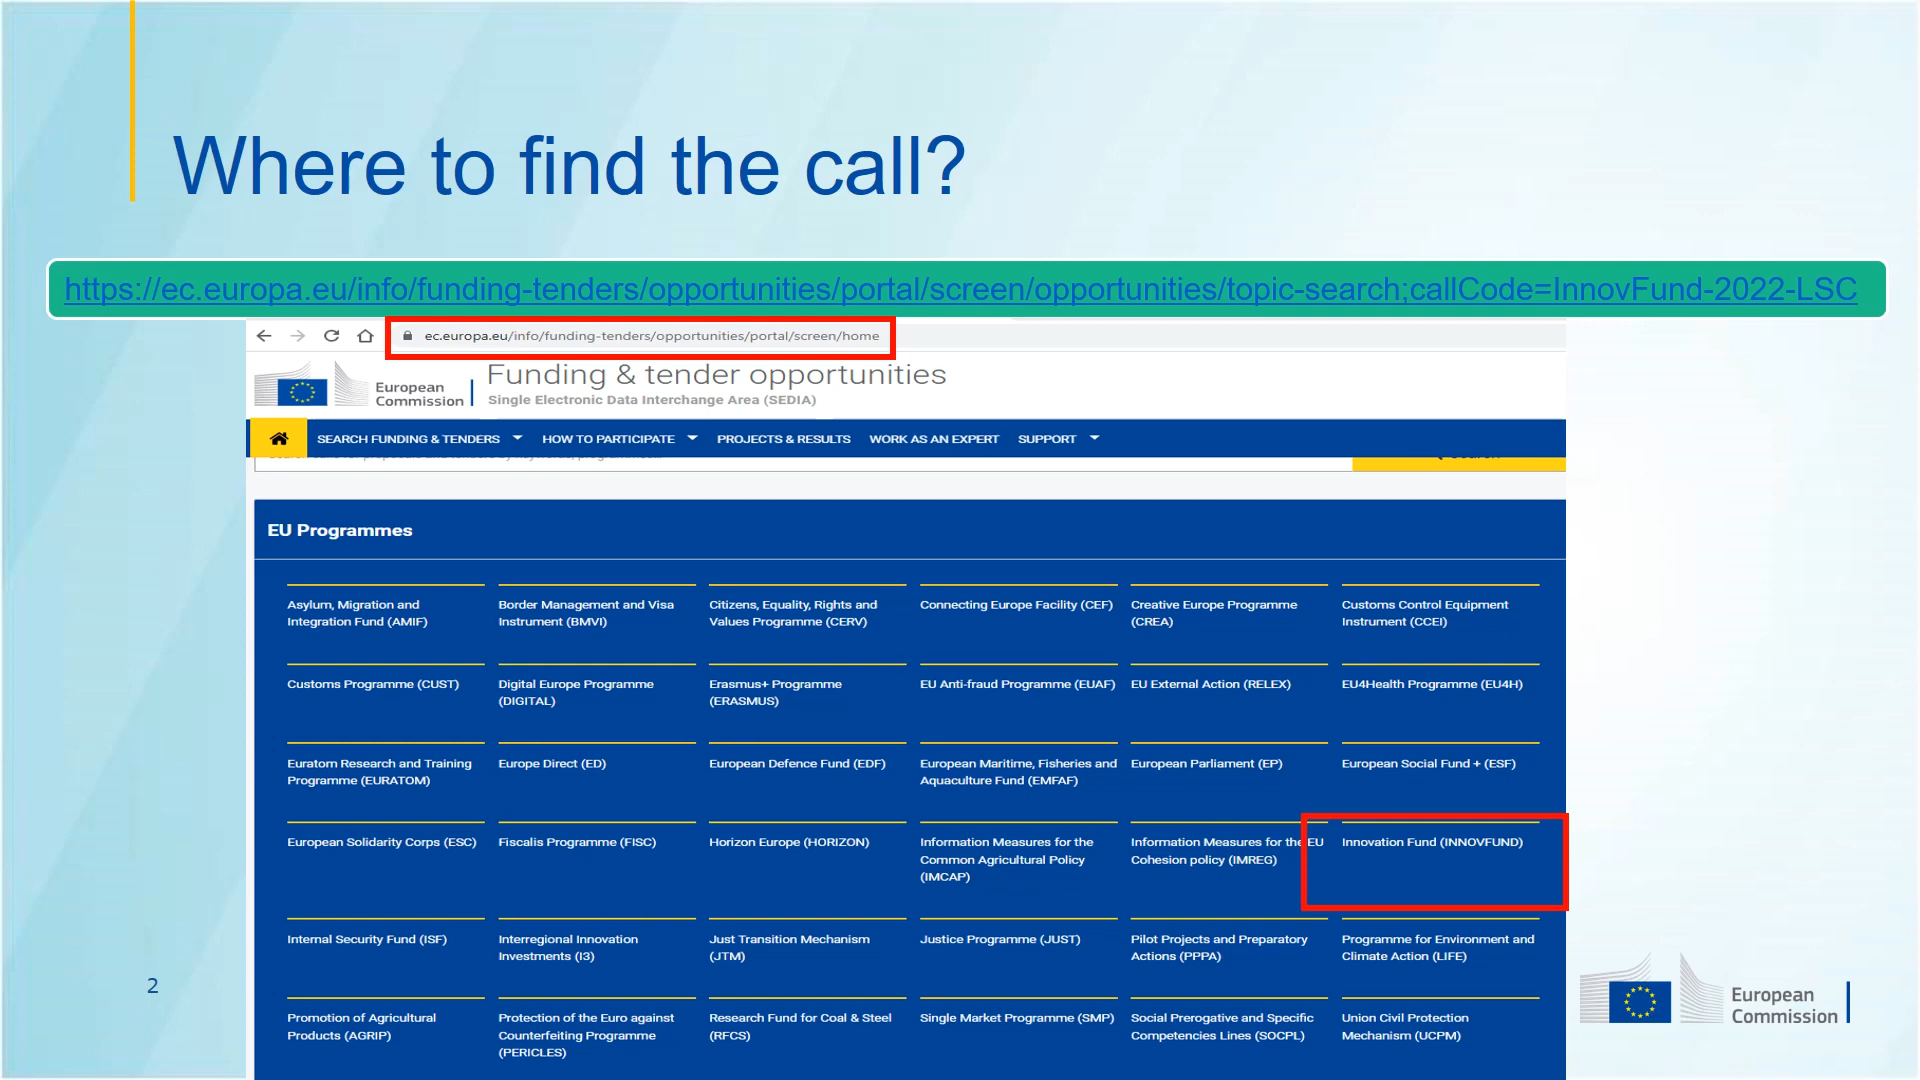 Where to find the call?
https://ec.europa.eu/info/funding-tenders/opportunities/portal/screen/opportunities/topic-search;callCode=InnovFund-2022-LSC
ec.europa.eu/info/funding-tenders/opportunities/portal/screen/home
European
Commission
Funding & tender opportunities
Single Electronic Data Interchange Area (SEDIA)
SEARCH FUNDING & TENDERS HOW TO PARTICIPATE PROJECTS & RESULTS WORK AS AN EXPERT SUPPORT
EU Programmes
Asylum, Migration and
Integration Fund (AMIF)
Border Management and Visa
Instrument (BMVI)
Citizens, Equality, Rights and
Values Programme (CERV)
Connecting Europe Facility (CEF)
Creative Europe Programme
(CREA)
Customs Control Equipment
Instrument (CCEI)
Customs Programme (CUST)
Digital Europe Programme
(DIGITAL)
Erasmus+ Programme
(ERASMUS)
EU Anti-fraud Programme (EUAF)
EU External Action (RELEX)
EU4Health Programme (EU4H)
Euratom Research and Training
Programme (EURATOM)
Europe Direct (ED)
European Defence Fund (EDF)
European Maritime, Fisheries and
Aquaculture Fund (EMFAF)
European Parliament (EP)
European Social Fund + (ESF)
European Solidarity Corps (ESC)
Fiscalis Programme (FISC)
Horizon Europe (HORIZON)
Information Measures for the
Common Agricultural Policy
(IMCAP)
Information Measures for the EU
Cohesion policy (IMREG)
Innovation Fund (INNOVFUND)
Internal Security Fund (ISF)
Interregional Innovation
Investments (I3)
Just Transition Mechanism
(JTM)
Justice Programme (JUST)
Pilot Projects and Preparatory
Actions (PPPA)
Programme for Environment and
Climate Action (LIFE)
Promotion of Agricultural
Products (AGRIP)
Protection of the Euro against
Counterfeiting Programme
(PERICLES)
Research Fund for Coal & Steel
(RFCS)
Single Market Programme (SMP)
Social Prerogative and Specific
Competencies Lines (SOCPL)
Union Civil Protection
Mechanism (UCPM)
2
European
Commission